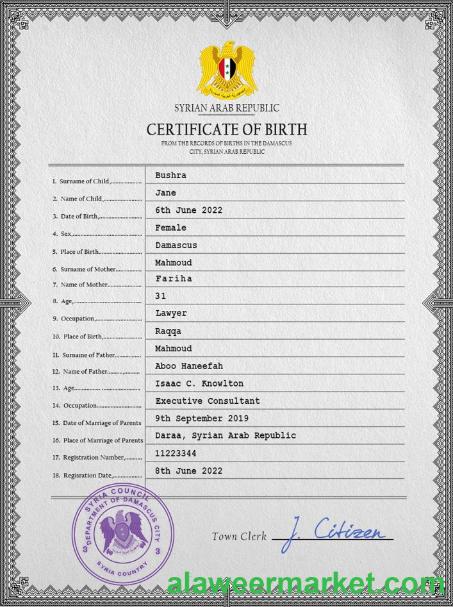 SYRIAN ARAB REPUBLIC
CERTIFICATE OF BIRTH
FROM THE RECORDS OF BIRTHS IN THE DAMASCUS
CITY, SYRIAN ARAB REPUBLIC
1. Surname of Child, Bushra
2. Name of Child, Jane
3. Date of Birth, 6th June 2022
4. Sex, Female
5. Place of Birth Damascus
6. Surname of Mother Mahmoud
7. Name of Mother Fariha
8. Age, 31
9. Occupation, Lawyer
10. Place of Birth, Raqqa
11. Surname of Father Mahmoud
12. Name of Father Aboo Haneefah
13. Age Isaac C. Knowlton
14. Occupation Executive Consultant
15. Date of Marriage of Parents 9th September 2019
16. Place of Marriage of Parents Daraa, Syrian Arab Republic
17. Registration Number, 11223344
18. Regisration Date, 8th June 2022
SYRIA COUNCIL
DEPARTMENT OF DAMASCUS CITY
SYRIA COUNTRY
3 3
Town Clerk J. Citizen
alaweermarket.com